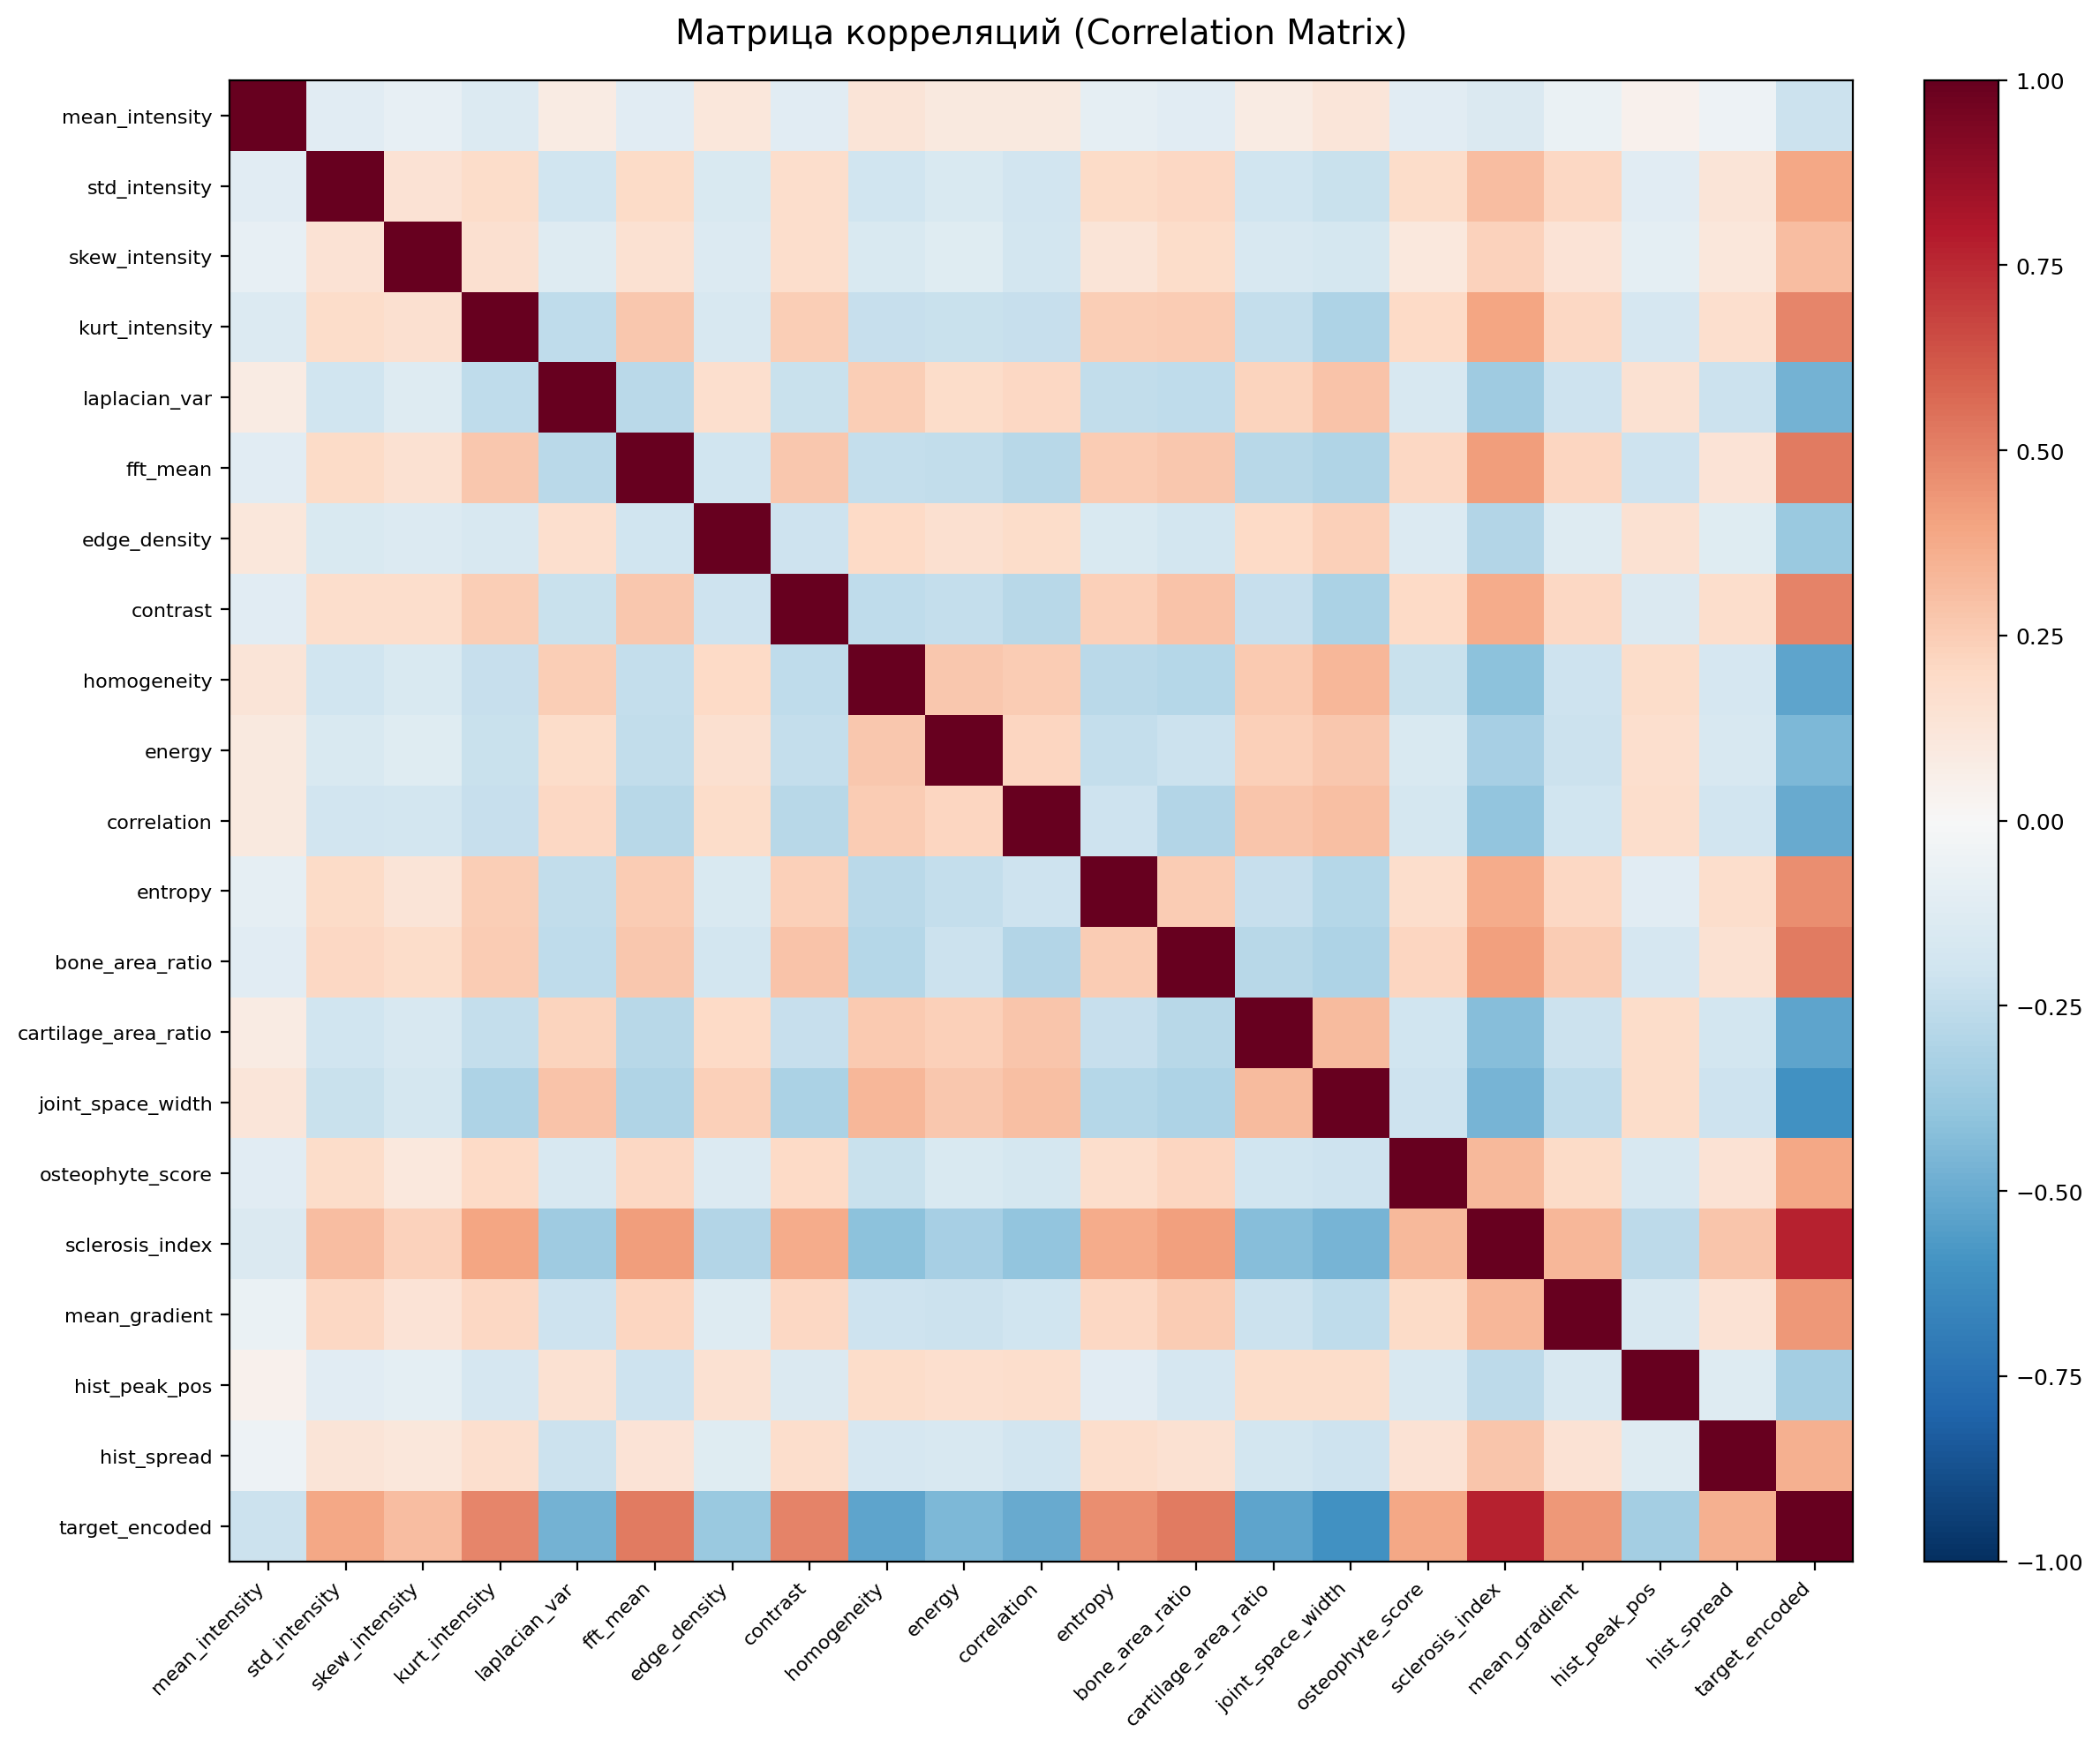 Матрица корреляций (Correlation Matrix)
mean_intensity
std_intensity
skew_intensity
kurt_intensity
laplacian_var
fft_mean
edge_density
contrast
homogeneity
energy
correlation
entropy
bone_area_ratio
cartilage_area_ratio
joint_space_width
osteophyte_score
sclerosis_index
mean_gradient
hist_peak_pos
hist_spread
target_encoded
mean_intensity
std_intensity
skew_intensity
kurt_intensity
laplacian_var
fft_mean
edge_density
contrast
homogeneity
energy
correlation
entropy
bone_area_ratio
cartilage_area_ratio
joint_space_width
osteophyte_score
sclerosis_index
mean_gradient
hist_peak_pos
hist_spread
target_encoded
1.00
0.75
0.50
0.25
0.00
−0.25
−0.50
−0.75
−1.00